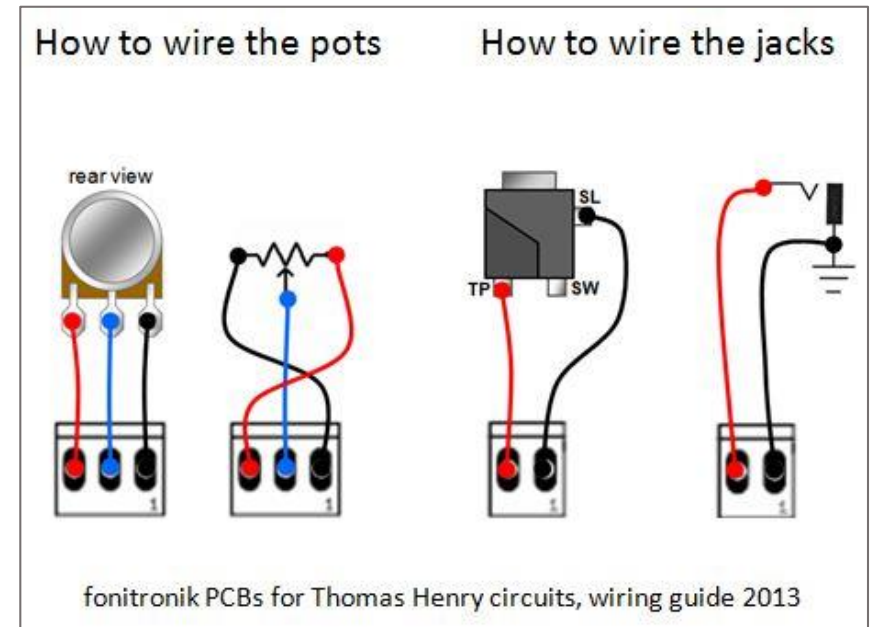 How to wire the pots
How to wire the jacks
rear view
SL
TP
SW
1
1
1
1
fonitronik PCBs for Thomas Henry circuits, wiring guide 2013